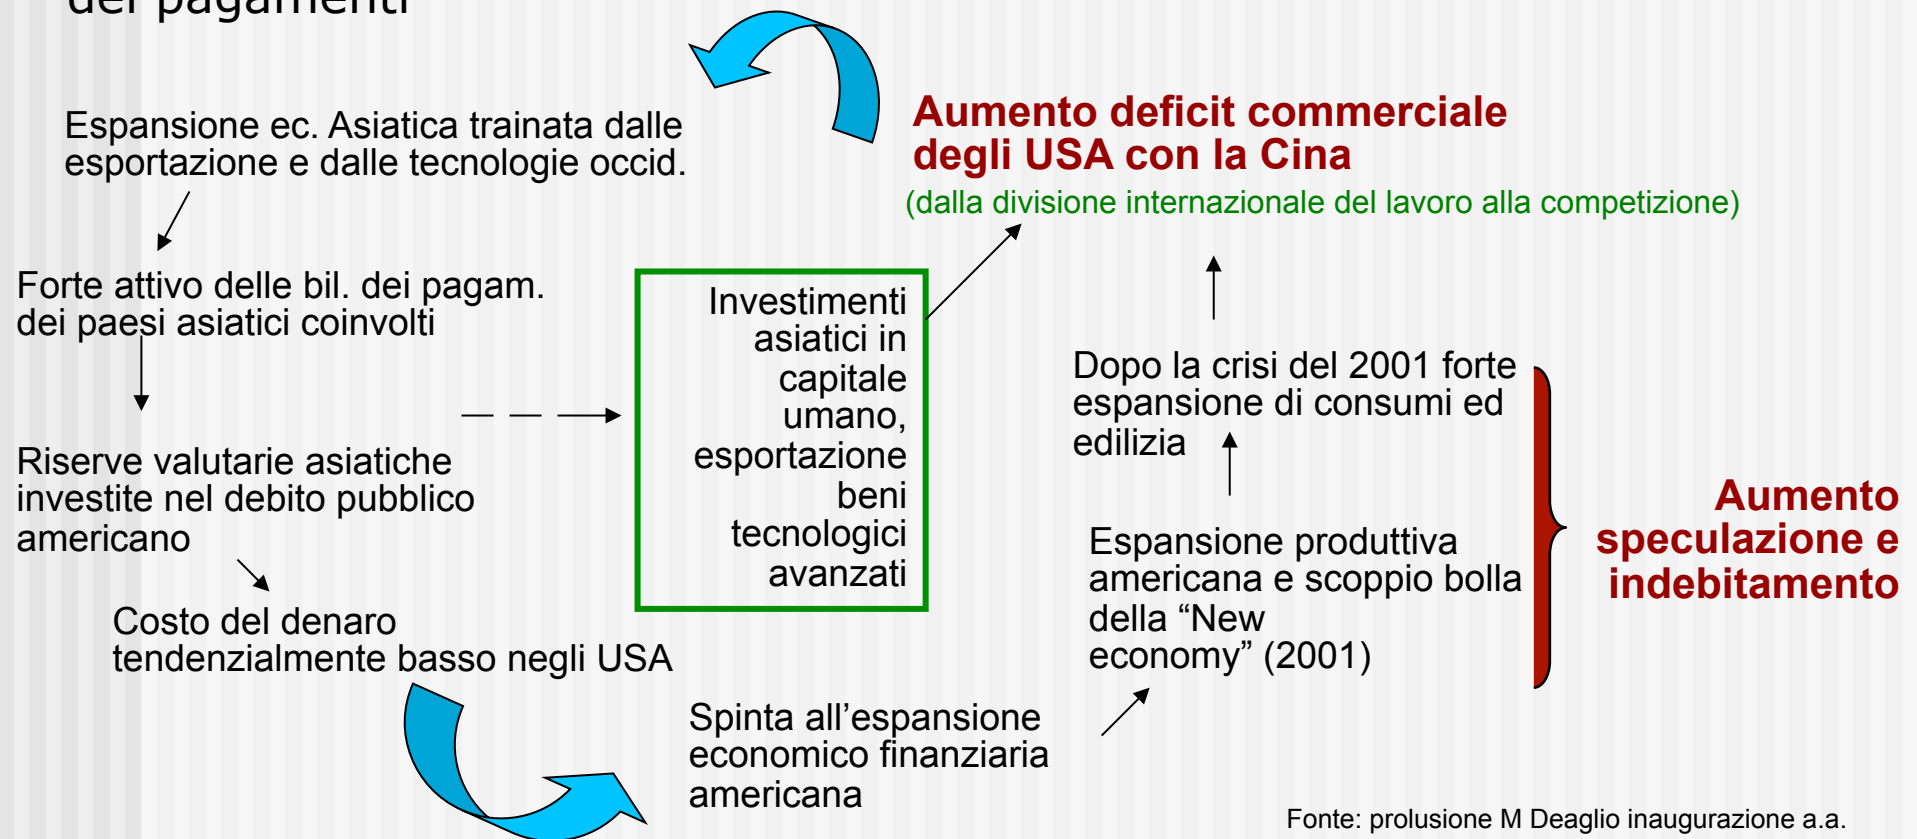 dei pagamenti
Espansione ec. Asiatica trainata dalle
esportazione e dalle tecnologie occid.
Forte attivo delle bil. dei pagam.
dei paesi asiatici coinvolti
Riserve valutarie asiatiche
investite nel debito pubblico
americano
Costo del denaro
tendenzialmente basso negli USA
Investimenti
asiatici in
capitale
umano,
esportazione
beni
tecnologici
avanzati
Spinta all’espansione
economico finanziaria
americana
Aumento deficit commerciale
degli USA con la Cina
(dalla divisione internazionale del lavoro alla competizione)
Dopo la crisi del 2001 forte
espansione di consumi ed
edilizia
Espansione produttiva
americana e scoppio bolla
della “New
economy” (2001)
Aumento
speculazione e
indebitamento
Fonte: prolusione M Deaglio inaugurazione a.a.